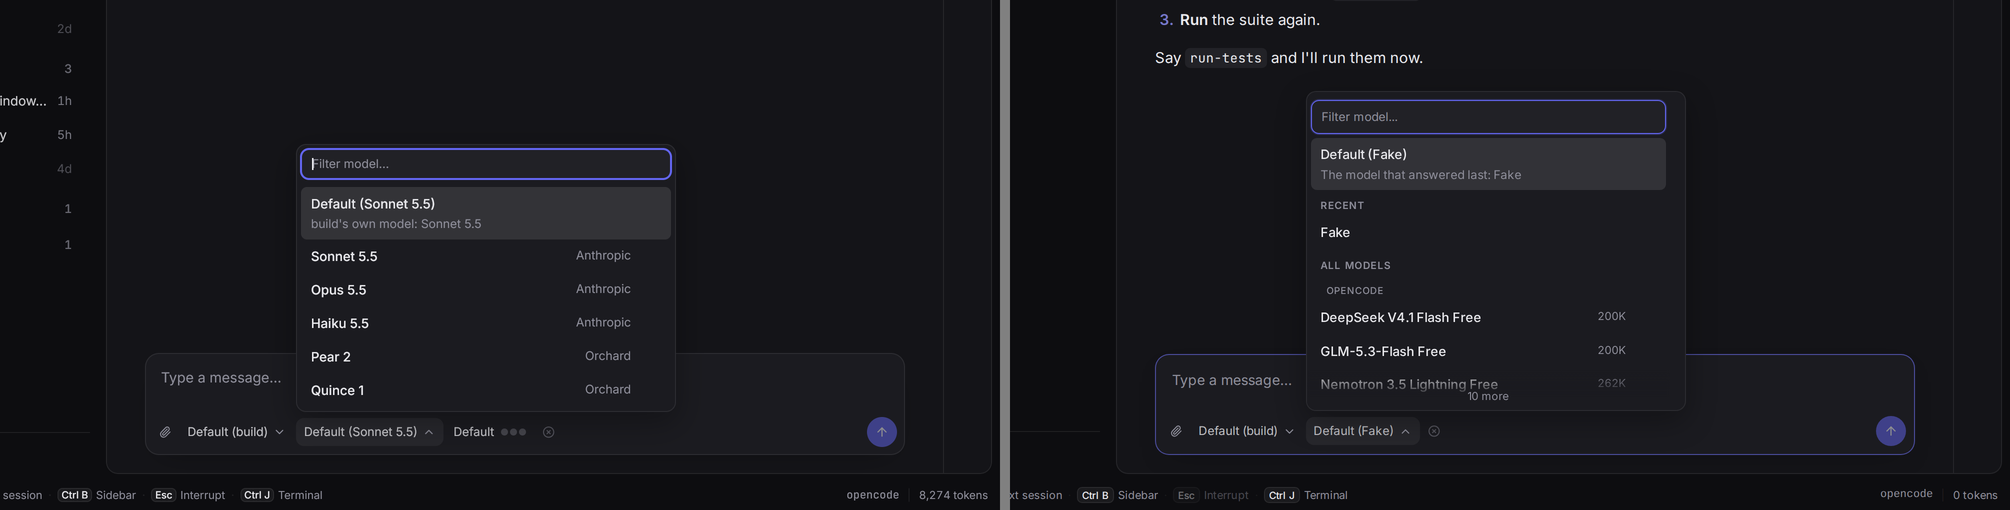 2d
3
indow... 1h
y 5h
4d
1
1
Filter model...
Default (Sonnet 5.5)
build's own model: Sonnet 5.5
Sonnet 5.5 Anthropic
Opus 5.5 Anthropic
Haiku 5.5 Anthropic
Pear 2 Orchard
Quince 1 Orchard
Type a message...
Default (build) Default (Sonnet 5.5) Default
session Ctrl B Sidebar Esc Interrupt Ctrl J Terminal opencode 8,274 tokens
3. Run the suite again.
Say run-tests and I'll run them now.
Filter model...
Default (Fake)
The model that answered last: Fake
RECENT
Fake
ALL MODELS
OPENCODE
DeepSeek V4.1 Flash Free 200K
GLM-5.3-Flash Free 200K
Nemotron 3.5 Lightning Free 262K
10 more
Type a message...
Default (build) Default (Fake)
xt session Ctrl B Sidebar Esc Interrupt Ctrl J Terminal opencode 0 tokens